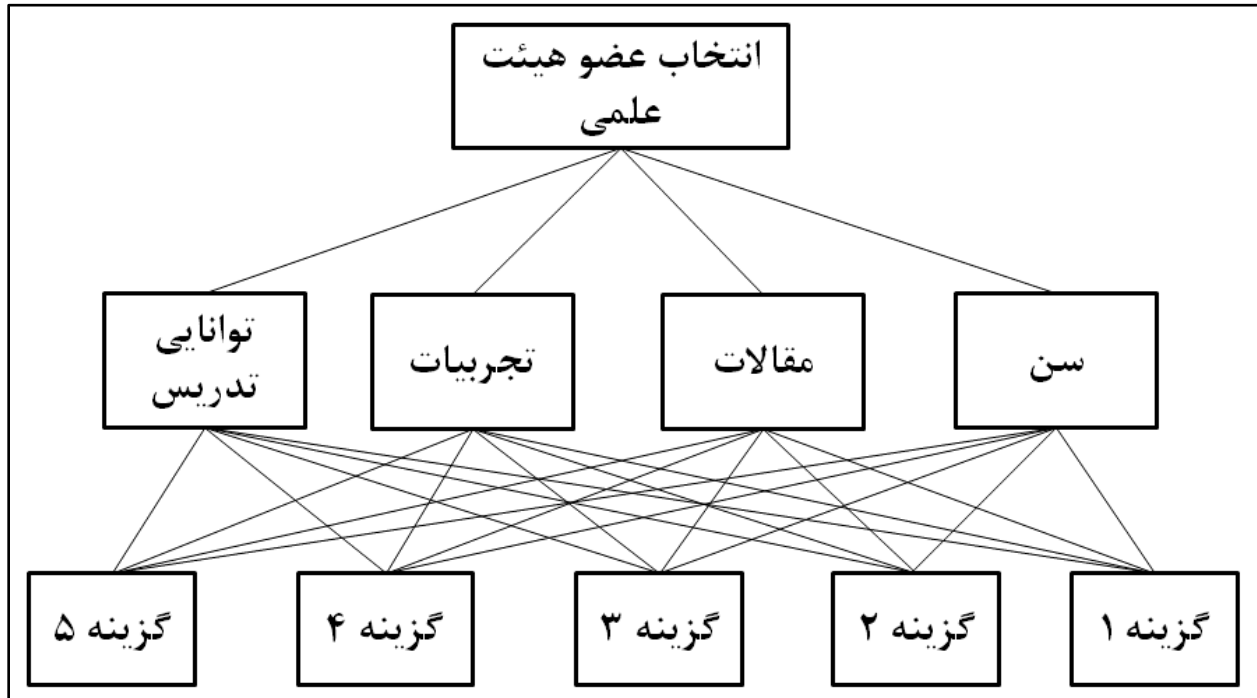 انتخاب عضو هیئت
علمی
سن
مقالات
تجربیات
توانایی
تدریس
گزینه ۱
گزینه ۲
گزینه ۳
گزینه ۴
گزینه ۵